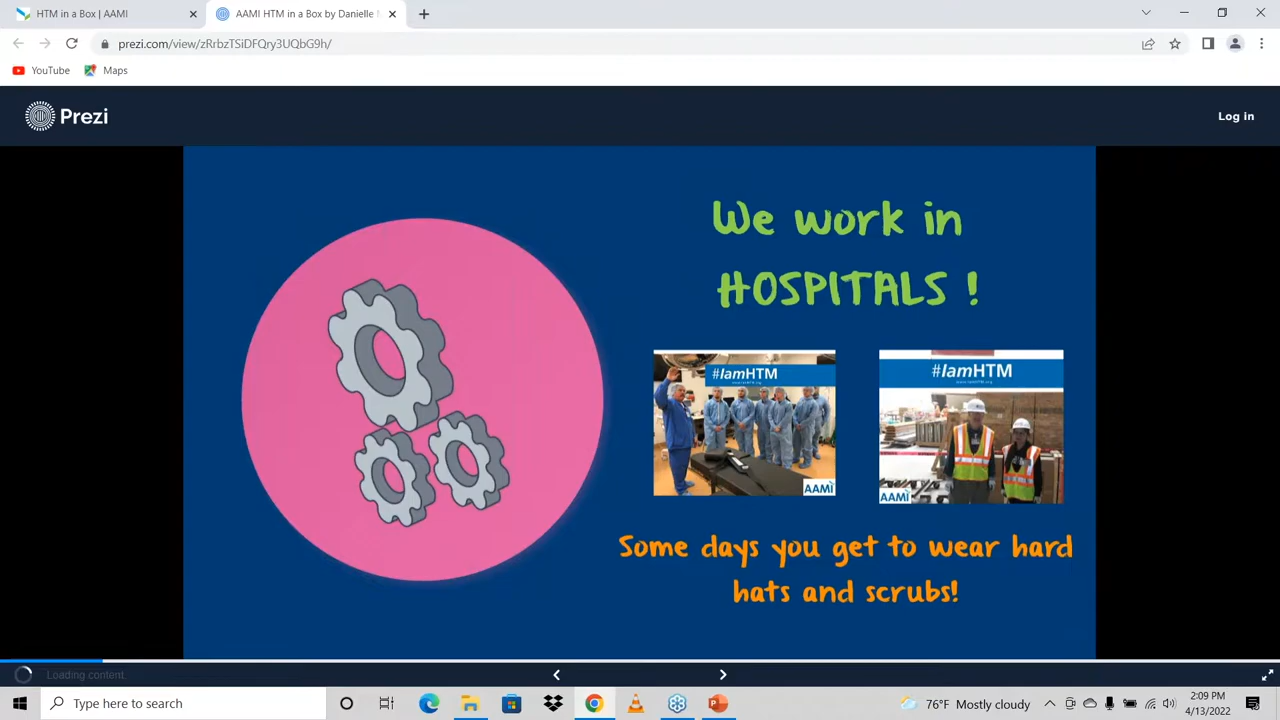 HTM in a Box | AAMI
AAMI HTM in a Box by Danielle
prezi.com/view/zRrbzTSiDFQry3UQbG9h/
YouTube
Maps
Prezi
Log in
We work in
HOSPITALS !
#IamHTM
#IamHTM
AAMI
AAMI
Some days you get to wear hard
hats and scrubs!
Loading content.
Type here to search
76°F Mostly cloudy
2:09 PM
4/13/2022